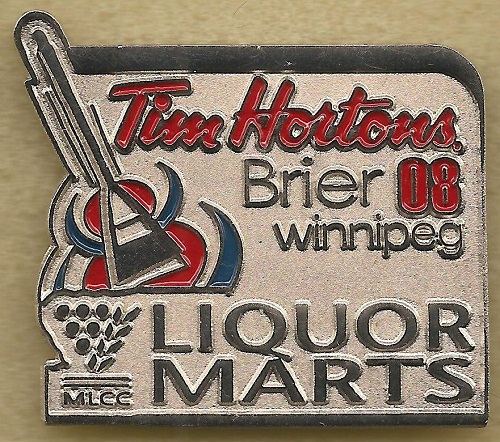 Tim Hortons.
Brier 08
winnipeg
LIQUOR
MARTS
MLCC